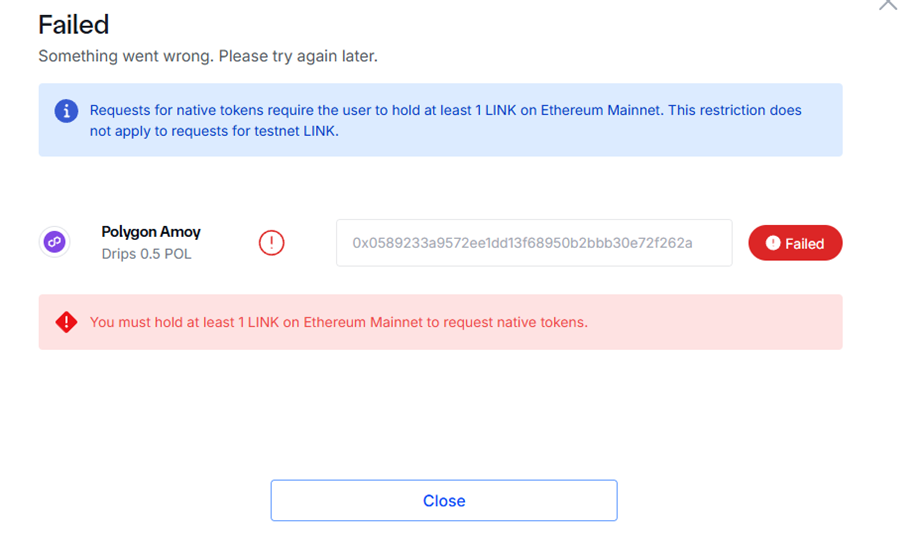 Failed
Something went wrong. Please try again later.
Requests for native tokens require the user to hold at least 1 LINK on Ethereum Mainnet. This restriction does
not apply to requests for testnet LINK.
Polygon Amoy
Drips 0.5 POL
0x0589233a9572ee1dd13f68950b2bbb30e72f262a
Failed
You must hold at least 1 LINK on Ethereum Mainnet to request native tokens.
Close